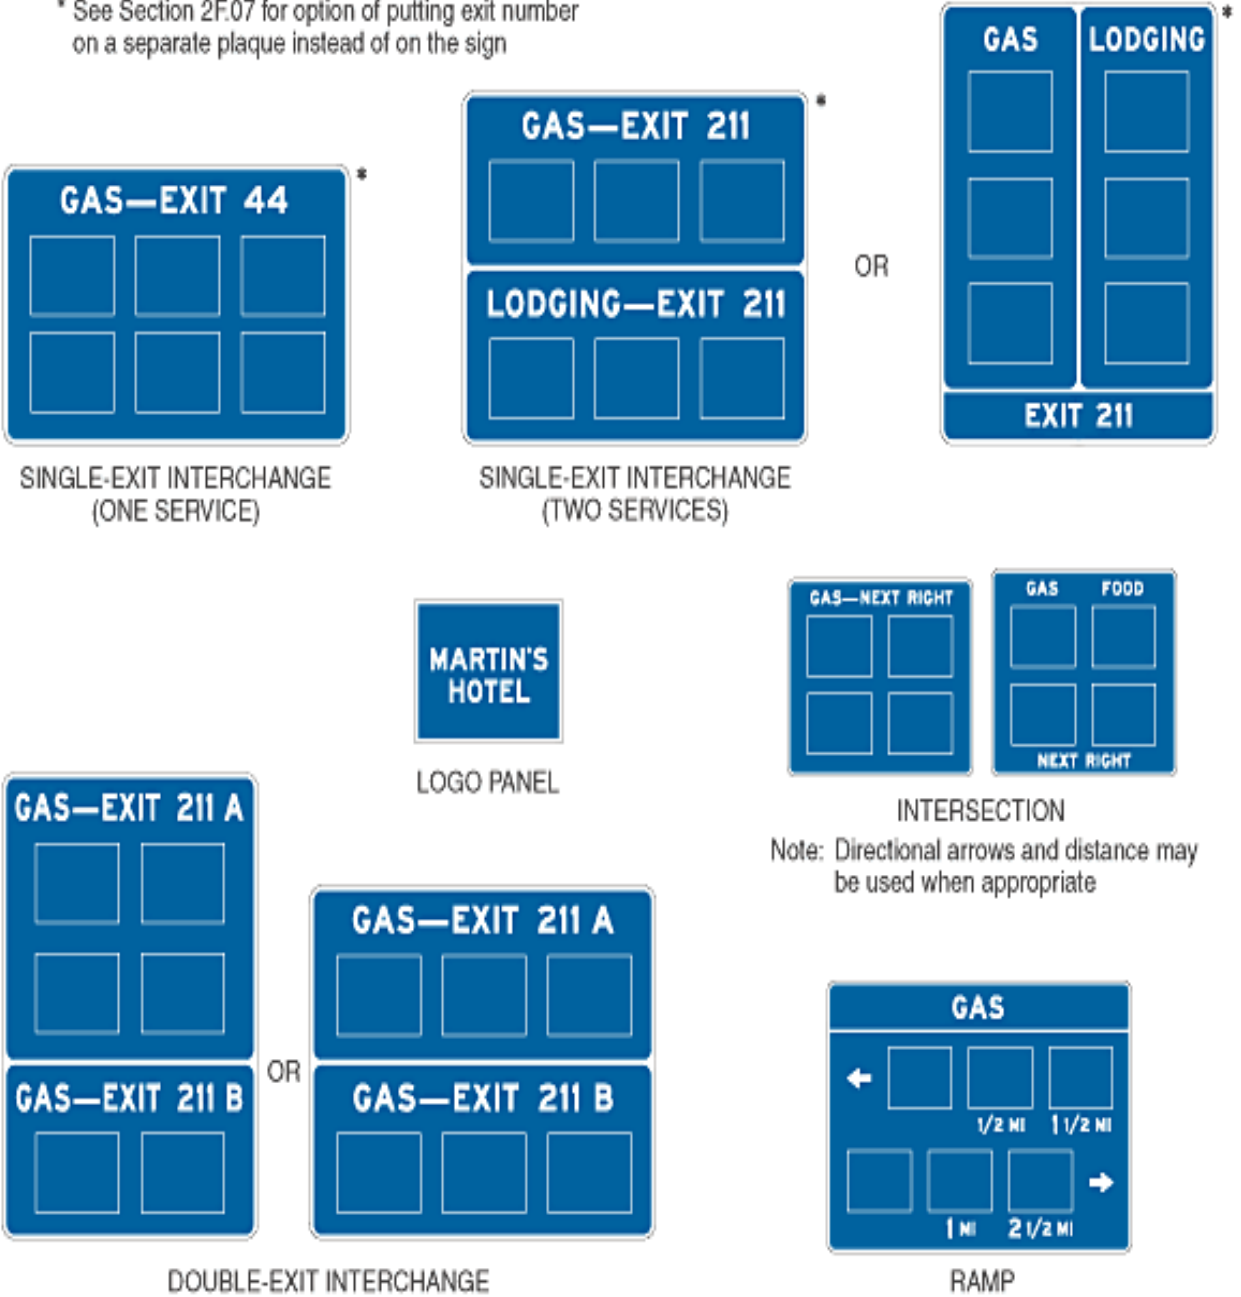 * See Section 2F.07 for option of putting exit number
on a separate plaque instead of on the sign
GAS—EXIT 44
*
SINGLE-EXIT INTERCHANGE
(ONE SERVICE)
GAS—EXIT 211
*
LODGING—EXIT 211
SINGLE-EXIT INTERCHANGE
(TWO SERVICES)
OR
GAS LODGING
*
EXIT 211
MARTIN'S
HOTEL
LOGO PANEL
GAS—NEXT RIGHT
GAS FOOD
NEXT RIGHT
INTERSECTION
Note: Directional arrows and distance may
be used when appropriate
GAS—EXIT 211 A
GAS—EXIT 211 B
OR
GAS—EXIT 211 A
GAS—EXIT 211 B
DOUBLE-EXIT INTERCHANGE
GAS
1/2 MI 1 1/2 MI
1 MI 2 1/2 MI
RAMP